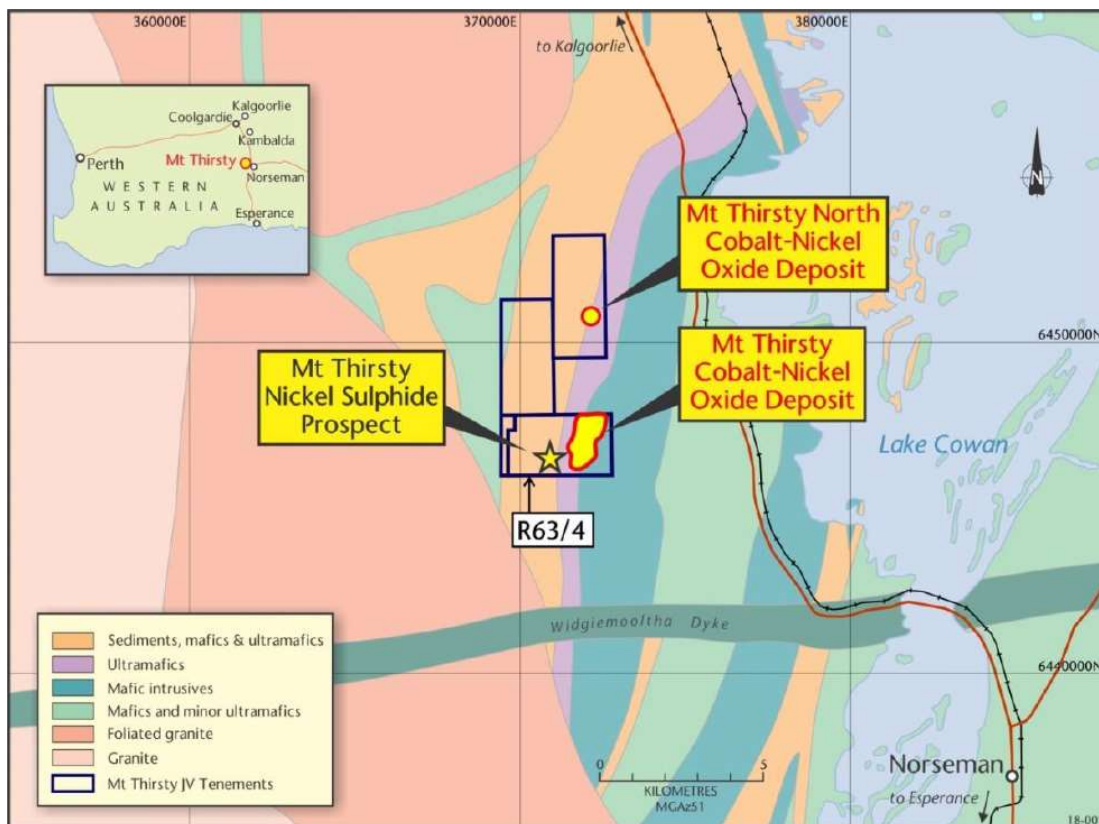 360000E
370000E
380000E
to Kalgoorlie
Kalgoorlie
Coolgardie
Kambalda
Perth
Mt Thirsty
Norseman
WESTERN
AUSTRALIA
Esperance
N
Mt Thirsty North
Cobalt-Nickel
Oxide Deposit
6450000N
Mt Thirsty
Nickel Sulphide
Prospect
Mt Thirsty
Cobalt-Nickel
Oxide Deposit
Lake Cowan
R63/4
Widgiemooltha Dyke
6440000N
Sediments, mafics & ultramafics
Ultramafics
Mafic intrusives
Mafics and minor ultramafics
Foliated granite
Granite
Mt Thirsty JV Tenements
0 5
KILOMETRES
MGAz51
Norseman
to Esperance